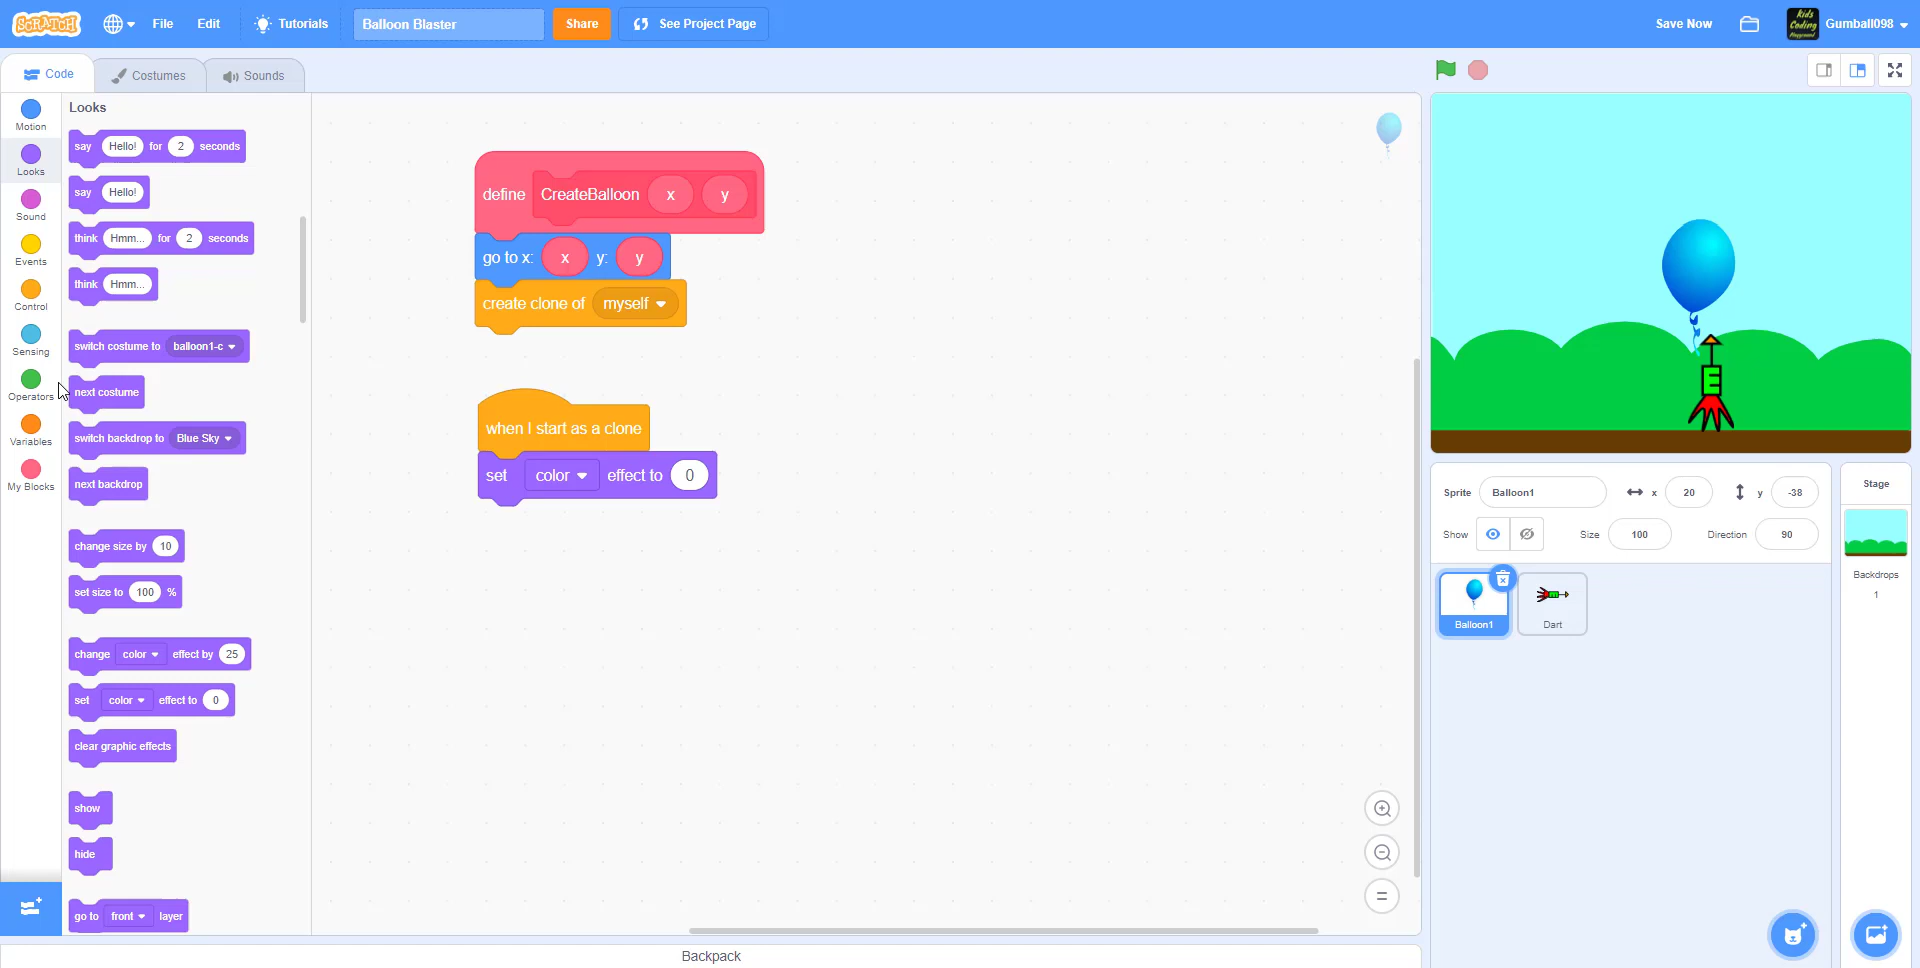 SCRATCH File Edit Tutorials Balloon Blaster Share See Project Page Save Now Kids Coding Playground Gumball098
Code Costumes Sounds
Motion
Looks
Sound
Events
Control
Sensing
Operators
Variables
My Blocks
Looks
say Hello! for 2 seconds
say Hello!
think Hmm... for 2 seconds
think Hmm...
switch costume to balloon1-c
next costume
switch backdrop to Blue Sky
next backdrop
change size by 10
set size to 100 %
change color effect by 25
set color effect to 0
clear graphic effects
show
hide
go to front layer
define CreateBalloon x y
go to x: x y: y
create clone of myself
when I start as a clone
set color effect to 0
E
Sprite Balloon1 x 20 y -38
Show Size 100 Direction 90
Balloon1 Dart
Stage
Backdrops
1
Backpack